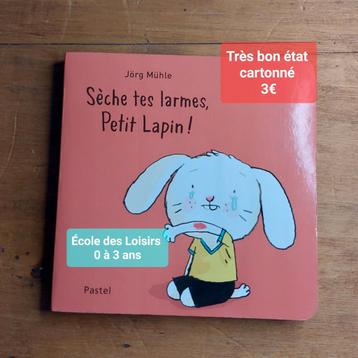 Très bon état
cartonné
3€
Jörg Mühle
Sèche tes larmes,
Petit Lapin !
École des Loisirs
0 à 3 ans
Pastel